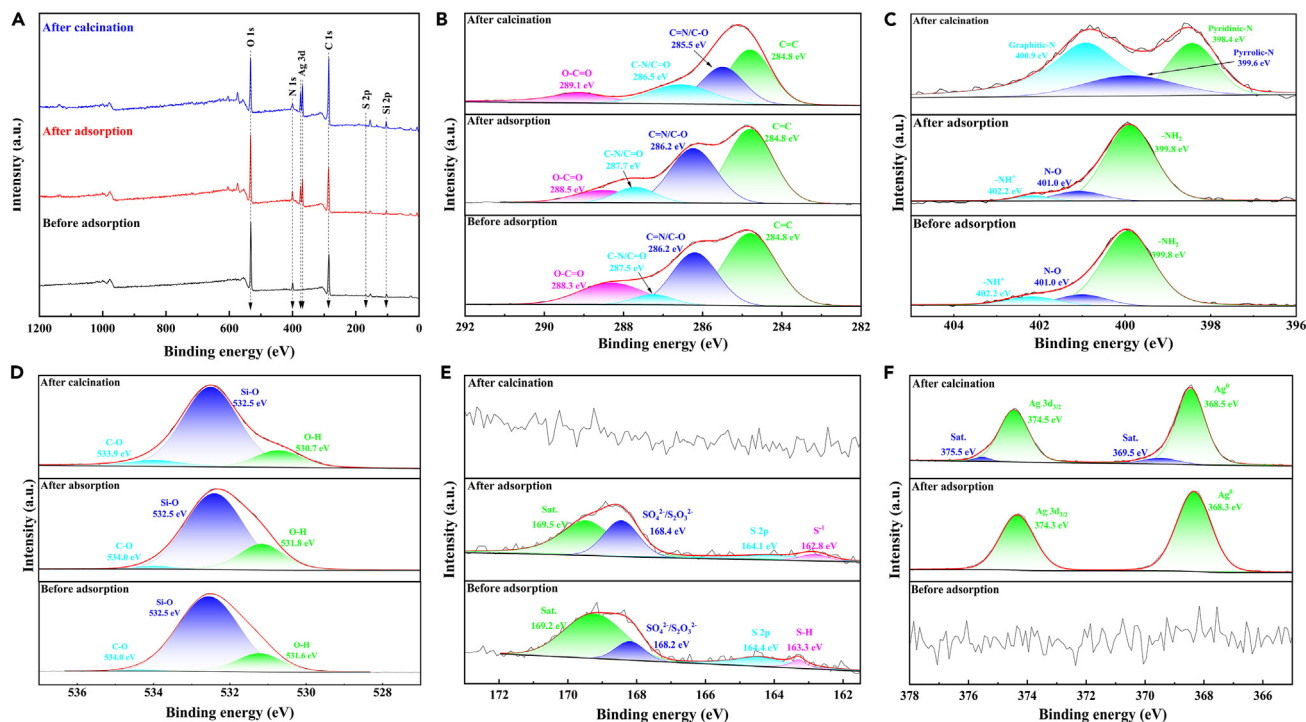 A
After calcination
After adsorption
Before adsorption
O 1s
N 1s
Ag 3d
C 1s
S 2p
Si 2p
Intensity (a.u.)
1200 1000 800 600 400 200 0
Binding energy (eV)
B
After calcination
O-C=O
289.1 eV
C-N/C=O
286.5 eV
C=N/C-O
285.5 eV
C=C
284.8 eV
After adsorption
O-C=O
288.5 eV
C-N/C=O
287.7 eV
C=N/C-O
286.2 eV
C=C
284.8 eV
Before adsorption
O-C=O
288.3 eV
C-N/C=O
287.5 eV
C=N/C-O
286.2 eV
C=C
284.8 eV
Intensity (a.u.)
292 290 288 286 284 282
Binding energy (eV)
C
After calcination
Graphitic-N
400.9 eV
Pyridinic-N
398.4 eV
Pyrrolic-N
399.6 eV
After adsorption
-NH⁺
402.2 eV
N-O
401.0 eV
-NH₂
399.8 eV
Before adsorption
-NH⁺
402.2 eV
N-O
401.0 eV
-NH₂
399.8 eV
Intensity (a.u.)
404 402 400 398 396
Binding energy (eV)
D
After calcination
C-O
533.9 eV
Si-O
532.5 eV
O-H
530.7 eV
After absorption
C-O
534.0 eV
Si-O
532.5 eV
O-H
531.8 eV
Before adsorption
C-O
534.0 eV
Si-O
532.5 eV
O-H
531.6 eV
Intensity (a.u.)
536 534 532 530 528
Binding energy (eV)
E
After calcination
After adsorption
Sat.
169.5 eV
SO₄²⁻/S₂O₃²⁻
168.4 eV
S 2p
164.1 eV
162.8 eV
Before adsorption
Sat.
169.2 eV
SO₄²⁻/S₂O₃²⁻
168.2 eV
S 2p
164.4 eV
S-H
163.3 eV
Intensity (a.u.)
172 170 168 166 164 162
Binding energy (eV)
F
After calcination
Sat.
375.5 eV
Ag 3d₃/₂
374.5 eV
Sat.
369.5 eV
Ag⁰
368.5 eV
After adsorption
Ag 3d₃/₂
374.3 eV
Ag⁰
368.3 eV
Before adsorption
Intensity (a.u.)
378 376 374 372 370 368 366
Binding energy (eV)